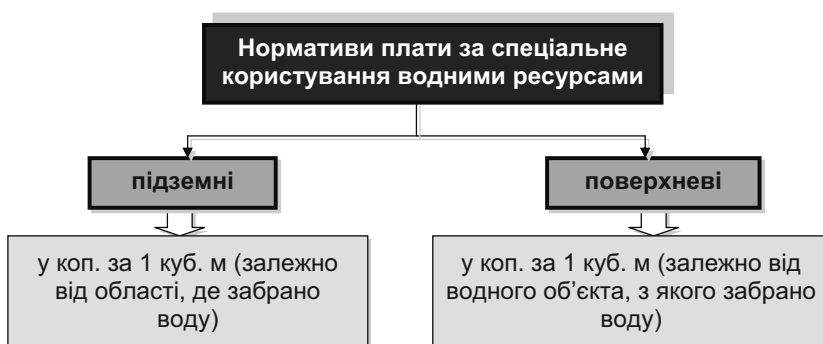 Нормативи плати за спеціальне
користування водними ресурсами
підземні
поверхневі
у коп. за 1 куб. м (залежно
від області, де забрано
воду)
у коп. за 1 куб. м (залежно від
водного об’єкта, з якого забрано
воду)